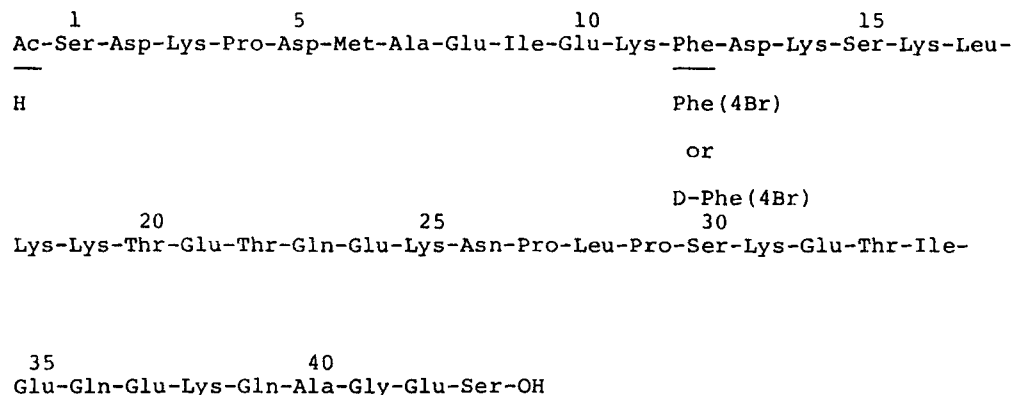 1 5 10 15
Ac-Ser-Asp-Lys-Pro-Asp-Met-Ala-Glu-Ile-Glu-Lys-Phe-Asp-Lys-Ser-Lys-Leu-
H Phe(4Br)
or
D-Phe(4Br)
20 25 30
Lys-Lys-Thr-Glu-Thr-Gln-Glu-Lys-Asn-Pro-Leu-Pro-Ser-Lys-Glu-Thr-Ile-
35 40
Glu-Gln-Glu-Lys-Gln-Ala-Gly-Glu-Ser-OH